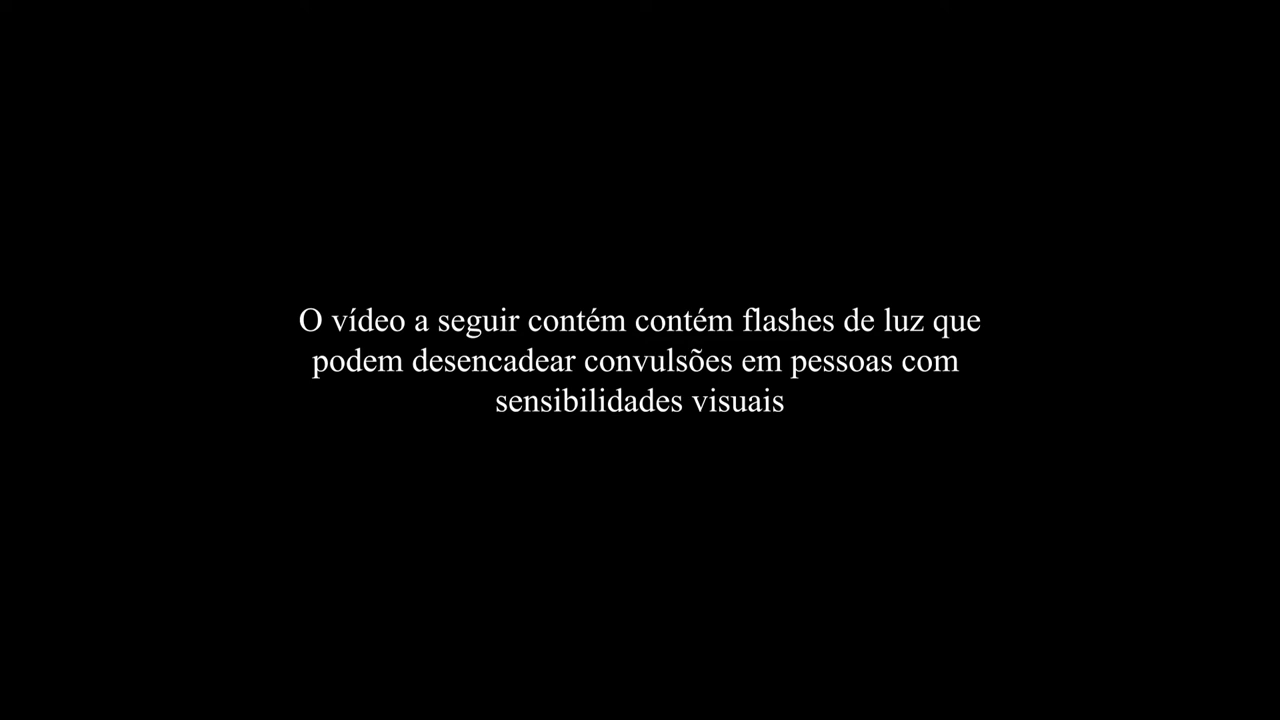 O vídeo a seguir contém contém flashes de luz que
podem desencadear convulsões em pessoas com
sensibilidades visuais